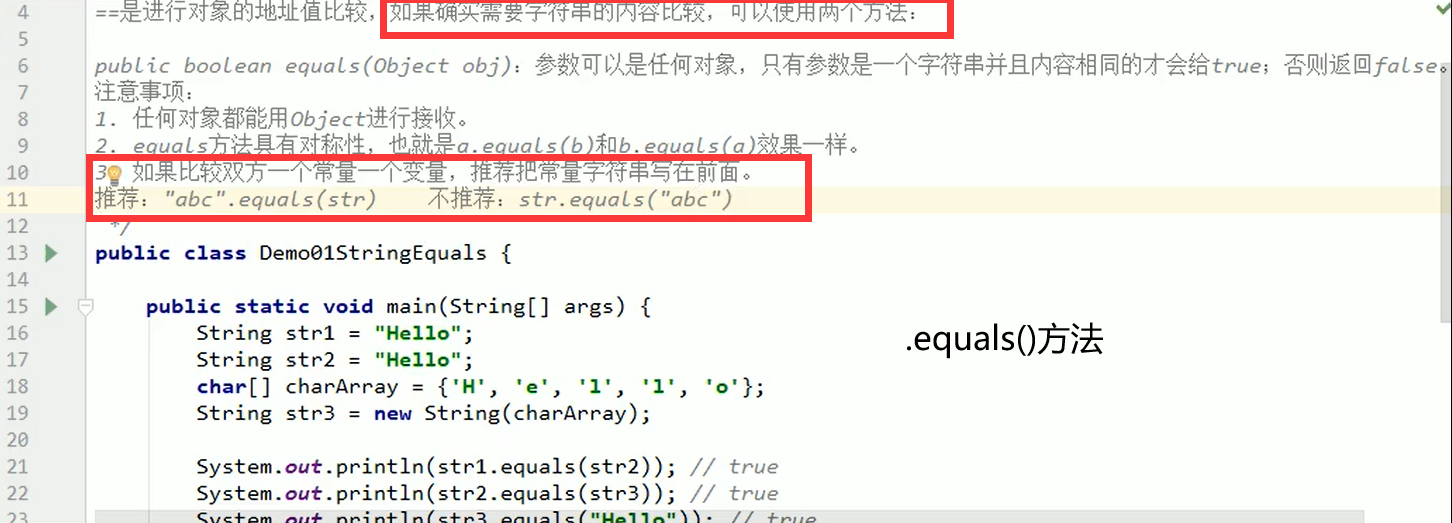 4 ==是进行对象的地址值比较，如果确实需要字符串的内容比较，可以使用两个方法：
5
6 public boolean equals(Object obj)：参数可以是任何对象，只有参数是一个字符串并且内容相同的才会给true；否则返回false。
7 注意事项：
8 1. 任何对象都能用Object进行接收。
9 2. equals方法具有对称性，也就是a.equals(b)和b.equals(a)效果一样。
10 3. 如果比较双方一个常量一个变量，推荐把常量字符串写在前面。
11 推荐："abc".equals(str) 不推荐：str.equals("abc")
12 */
13 public class Demo01StringEquals {
14
15 public static void main(String[] args) {
16 String str1 = "Hello";
.equals()方法
17 String str2 = "Hello";
18 char[] charArray = {'H', 'e', 'l', 'l', 'o'};
19 String str3 = new String(charArray);
20
21 System.out.println(str1.equals(str2)); // true
22 System.out.println(str2.equals(str3)); // true
23 System.out.println(str3.equals("Hello")); // true